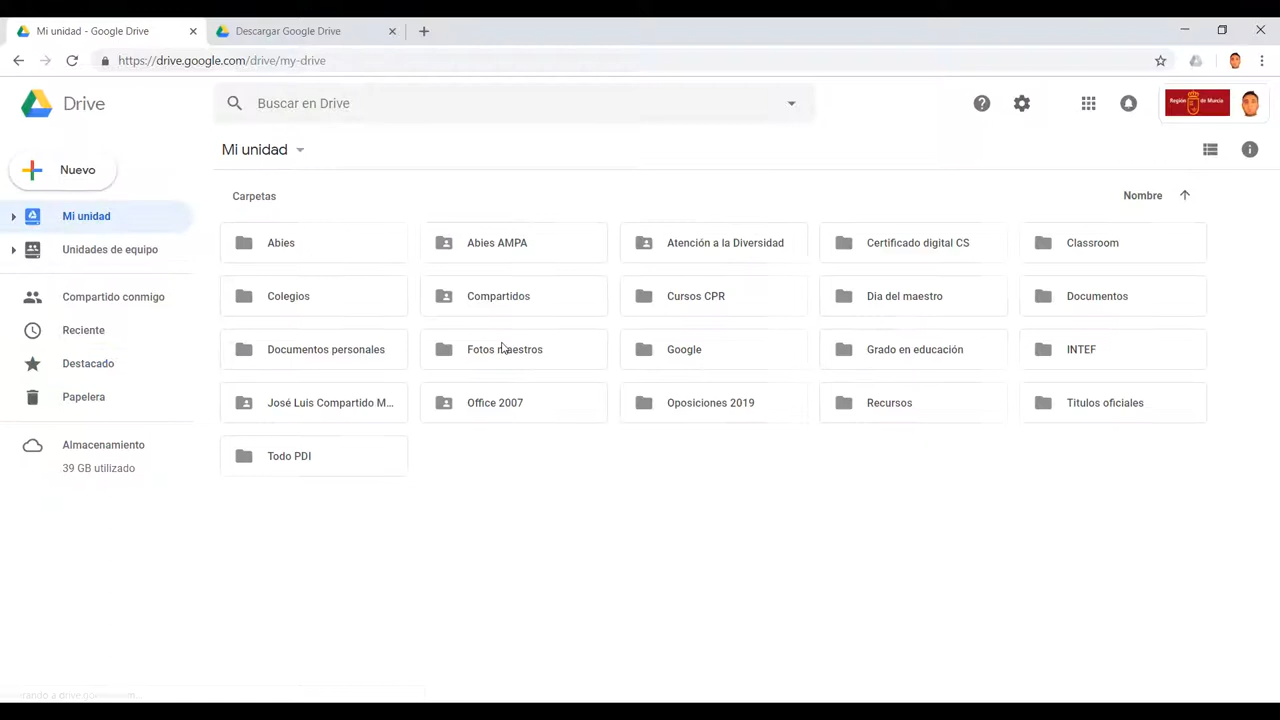 Mi unidad - Google Drive
Descargar Google Drive
https://drive.google.com/drive/my-drive
Drive
Buscar en Drive
Región de Murcia
Nuevo
Mi unidad
Carpetas
Nombre
Mi unidad
Unidades de equipo
Compartido conmigo
Reciente
Destacado
Papelera
Almacenamiento
39 GB utilizado
Abies
Abies AMPA
Atención a la Diversidad
Certificado digital CS
Classroom
Colegios
Compartidos
Cursos CPR
Dia del maestro
Documentos
Documentos personales
Fotos maestros
Google
Grado en educación
INTEF
José Luis Compartido M...
Office 2007
Oposiciones 2019
Recursos
Titulos oficiales
Todo PDI